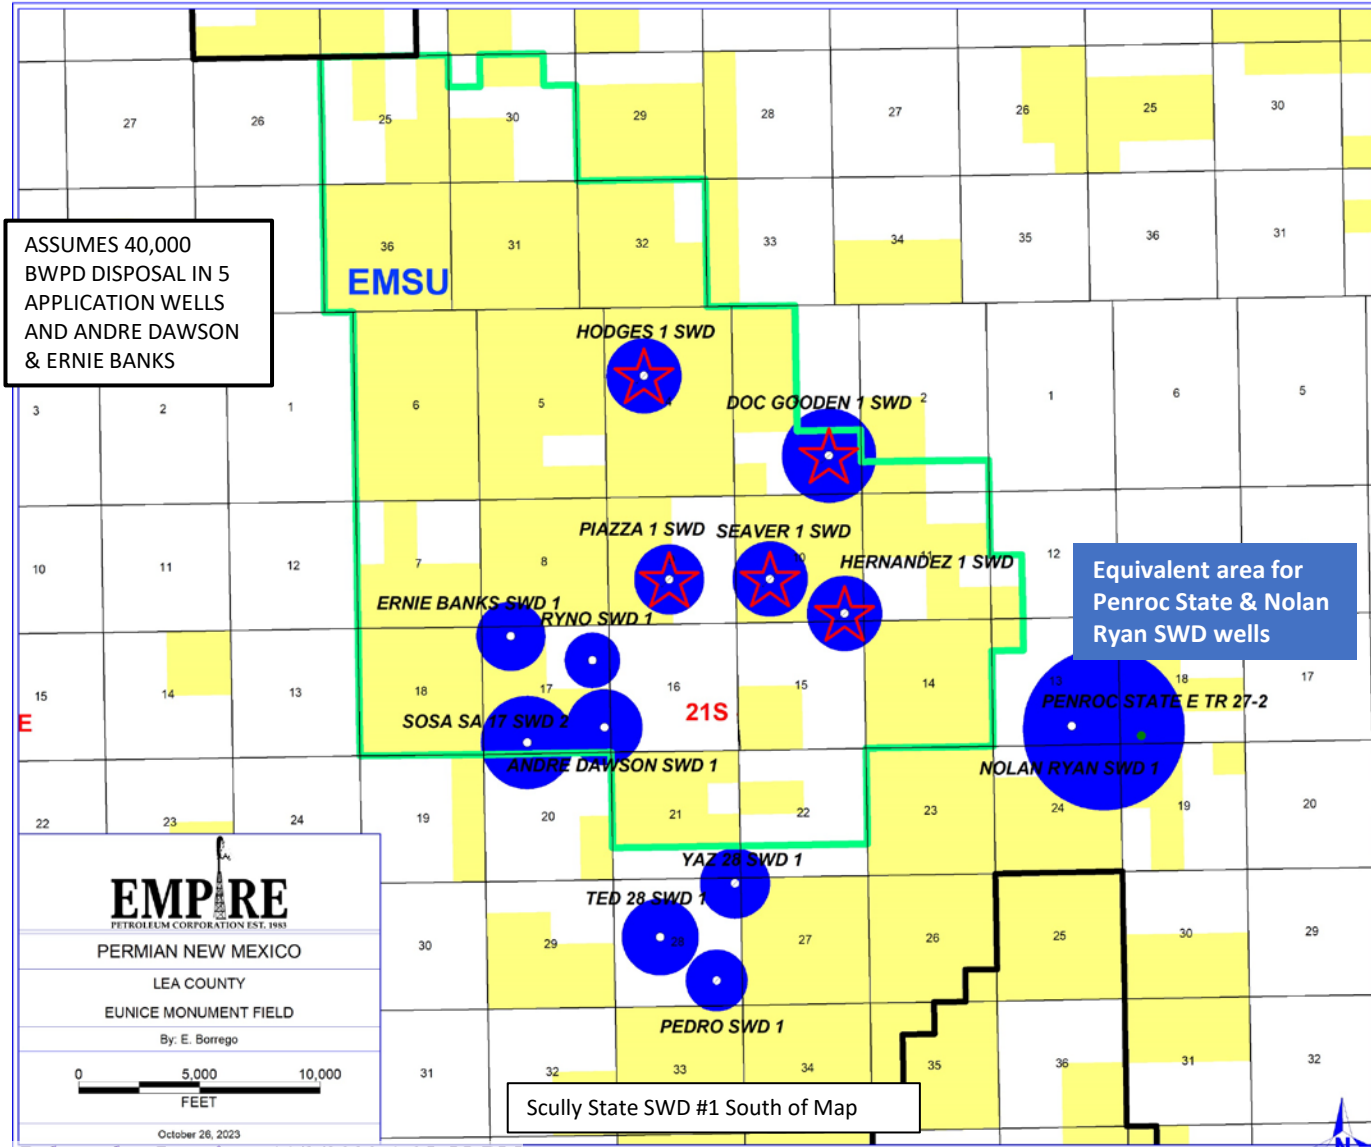 27 26 25 30 29 28 27 26 25 30
36 31 32 33 34 35 36 31
ASSUMES 40,000
BWPD DISPOSAL IN 5
APPLICATION WELLS
AND ANDRE DAWSON
& ERNIE BANKS
EMSU
HODGES 1 SWD
3 2 1 6 5 4 2 1 6 5
DOC GOODEN 1 SWD
PIAZZA 1 SWD SEAVER 1 SWD
10 11 12 7 8 10 11 12
HERNANDEZ 1 SWD
Equivalent area for
Penroc State & Nolan
Ryan SWD wells
ERNIE BANKS SWD 1
RYNO SWD 1
15 14 13 18 17 16 15 14 13 18 17
E
SOSA SA 17 SWD 2
21S
PENROC STATE E TR 27-2
ANDRE DAWSON SWD 1
NOLAN RYAN SWD 1
22 23 24 19 20 21 22 23 24 19 20
YAZ 28 SWD 1
TED 28 SWD 1
30 29 28 27 26 25 30 29
PEDRO SWD 1
31 32 33 34 35 36 31 32
EMPIRE
PETROLEUM CORPORATION EST. 1983
PERMIAN NEW MEXICO
LEA COUNTY
EUNICE MONUMENT FIELD
By: E. Borrego
0 5,000 10,000
FEET
October 26, 2023
Scully State SWD #1 South of Map
N